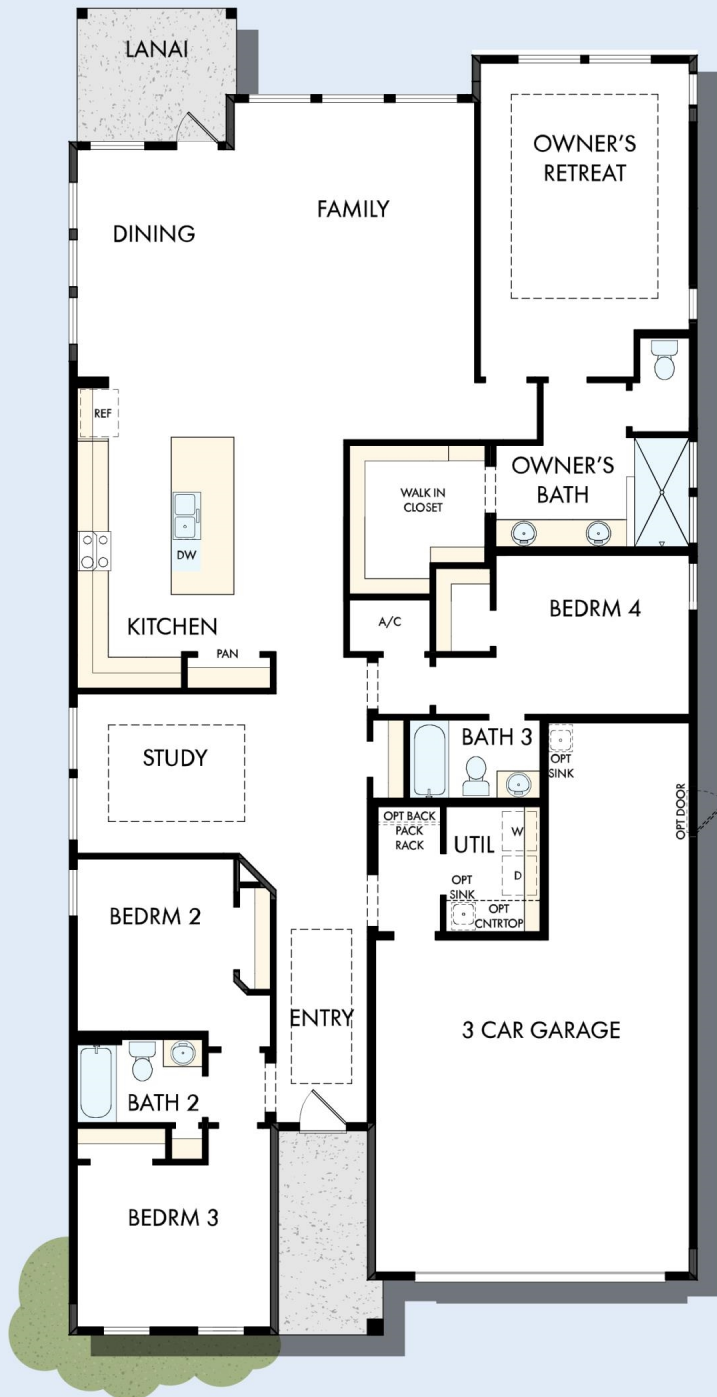 LANAI
OWNER'S
RETREAT
FAMILY
DINING
REF
OWNER'S
BATH
WALK IN
CLOSET
DW
BEDRM 4
A/C
KITCHEN
PAN
BATH 3
STUDY
OPT
SINK
OPT DOOR
OPT BACK
PACK
RACK
UTIL
W
D
OPT
SINK
OPT
CNTRTOP
BEDRM 2
ENTRY
3 CAR GARAGE
BATH 2
BEDRM 3